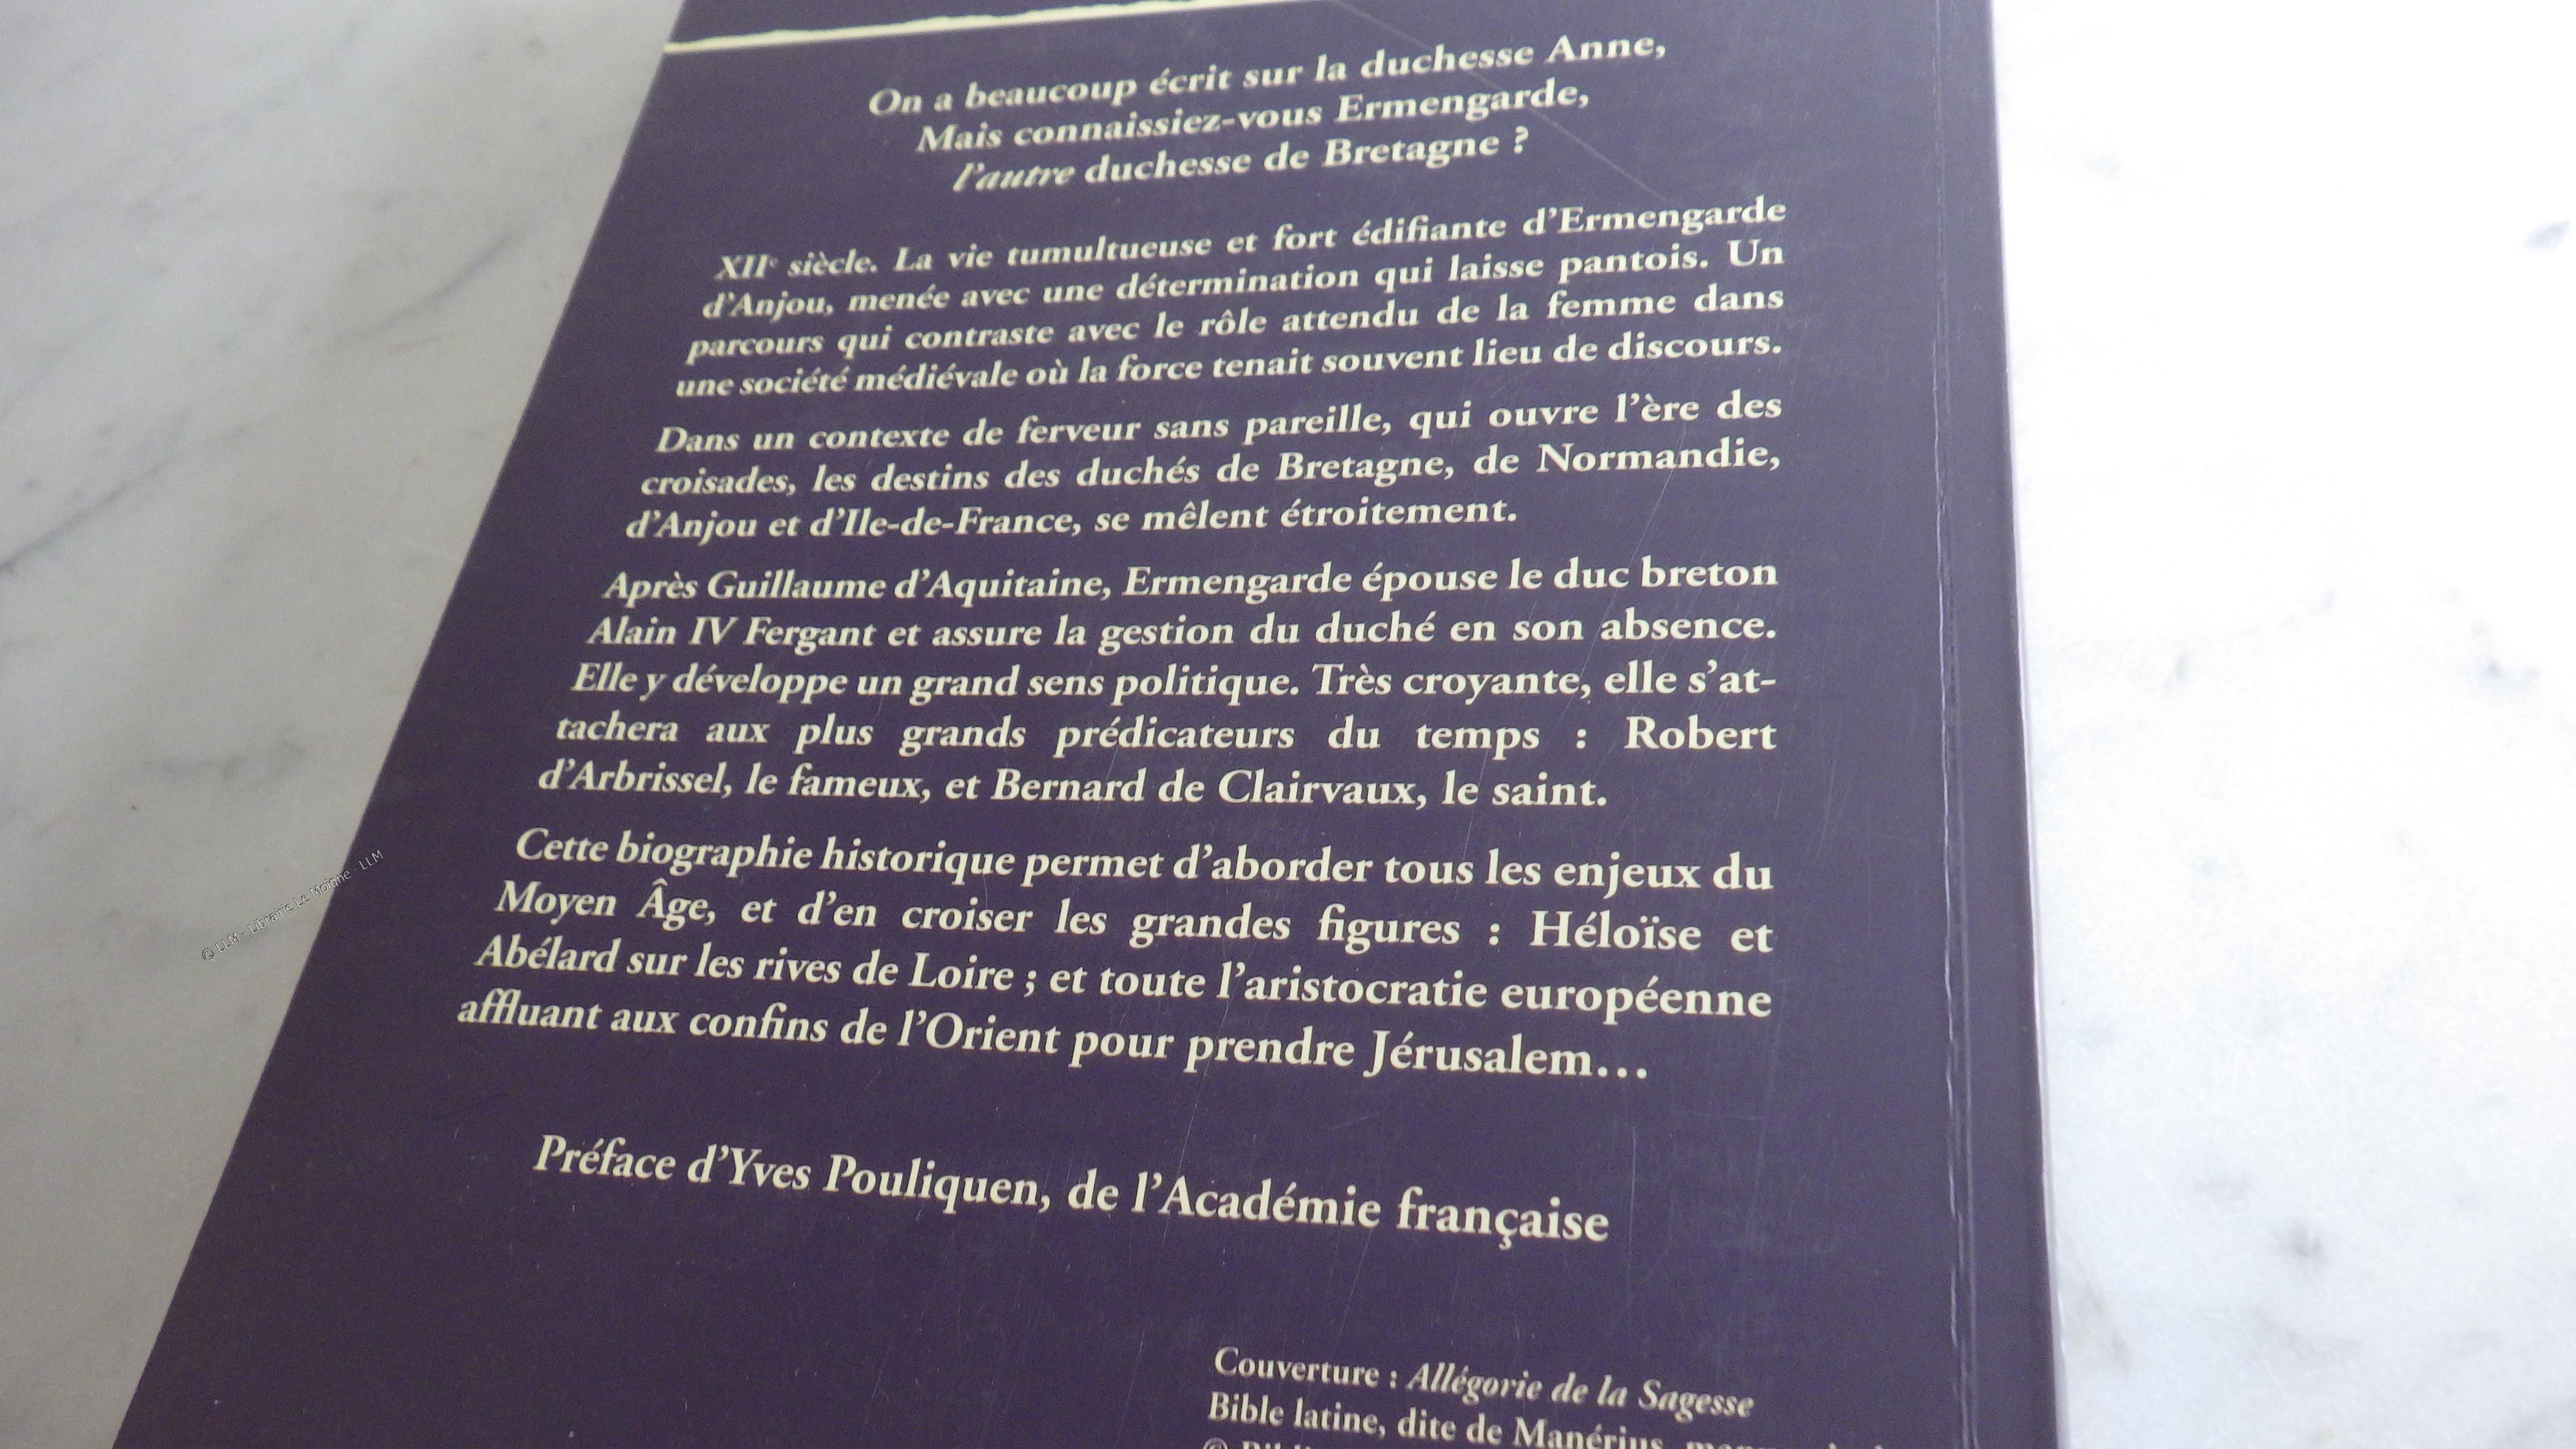 On a beaucoup écrit sur la duchesse Anne,
Mais connaissiez-vous Ermengarde,
l'autre duchesse de Bretagne ?
XIIe siècle. La vie tumultueuse et fort édifiante d'Ermengarde
d'Anjou, menée avec une détermination qui laisse pantois. Un
parcours qui contraste avec le rôle attendu de la femme dans
une société médiévale où la force tenait souvent lieu de discours.
Dans un contexte de ferveur sans pareille, qui ouvre l'ère des
croisades, les destins des duchés de Bretagne, de Normandie,
d'Anjou et d'Ile-de-France, se mêlent étroitement.
Après Guillaume d'Aquitaine, Ermengarde épouse le duc breton
Alain IV Fergant et assure la gestion du duché en son absence.
Elle y développe un grand sens politique. Très croyante, elle s'at-
tachera aux plus grands prédicateurs du temps : Robert
d'Arbrissel, le fameux, et Bernard de Clairvaux, le saint.
Cette biographie historique permet d'aborder tous les enjeux du
Moyen Âge, et d'en croiser les grandes figures : Héloïse et
Abélard sur les rives de Loire ; et toute l'aristocratie européenne
affluant aux confins de l'Orient pour prendre Jérusalem…
Préface d'Yves Pouliquen, de l'Académie française
Couverture : Allégorie de la Sagesse
Bible latine, dite de Manérius,
© LLM - Librairie Le Moigne - LLM